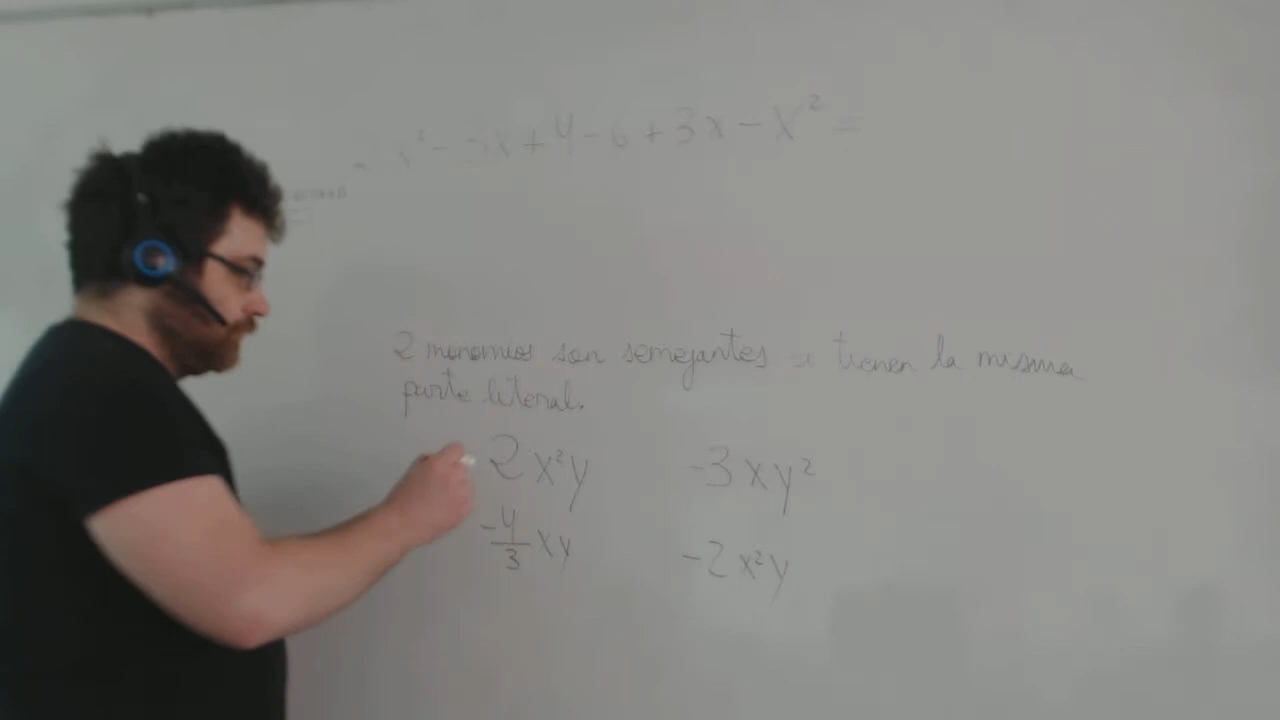 x² - 3x + 4 - 6 + 3x - x² =
2 monomios son semejantes si tienen la misma
parte literal.
2x²y -3xy²
-4/3 xy -2x²y